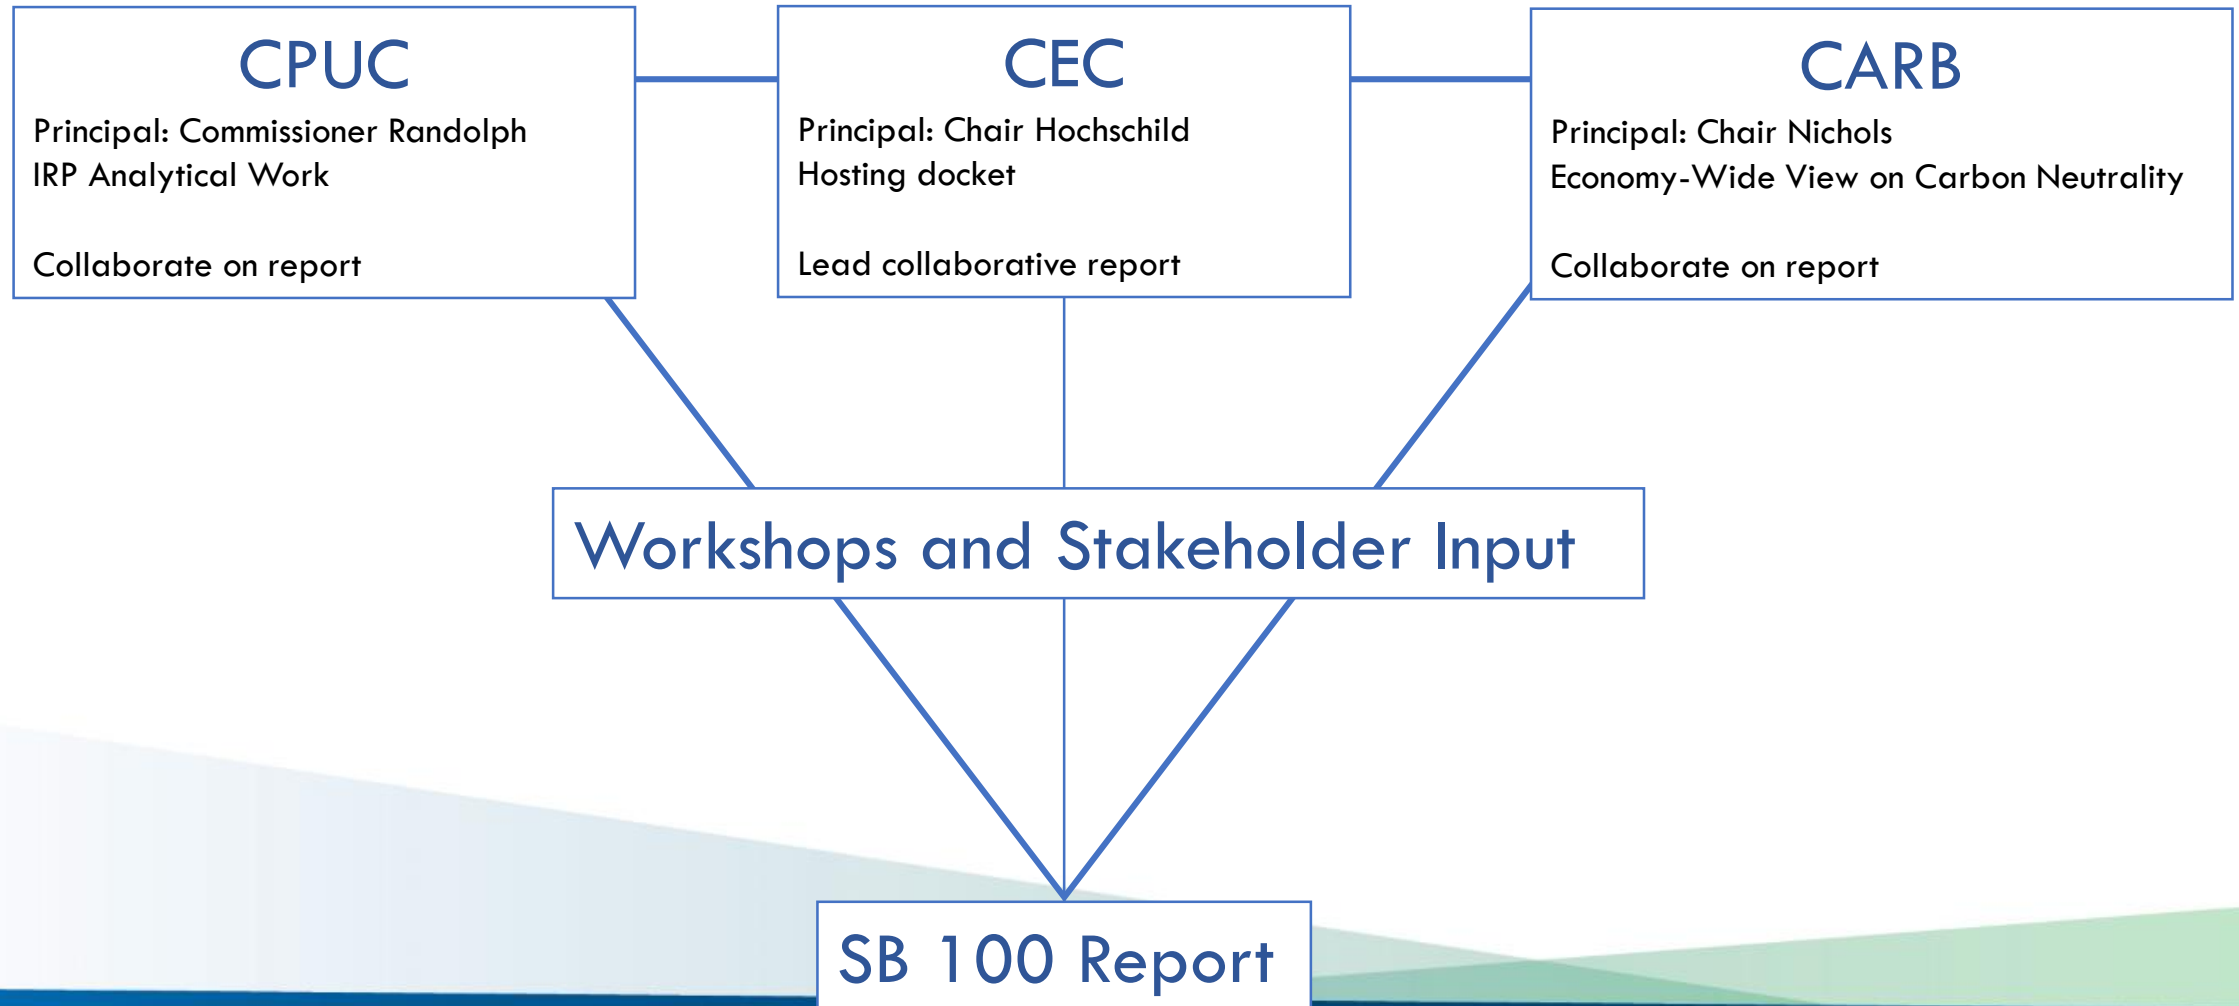 CPUC
Principal: Commissioner Randolph
IRP Analytical Work
Collaborate on report
CEC
Principal: Chair Hochschild
Hosting docket
Lead collaborative report
CARB
Principal: Chair Nichols
Economy-Wide View on Carbon Neutrality
Collaborate on report
Workshops and Stakeholder Input
SB 100 Report